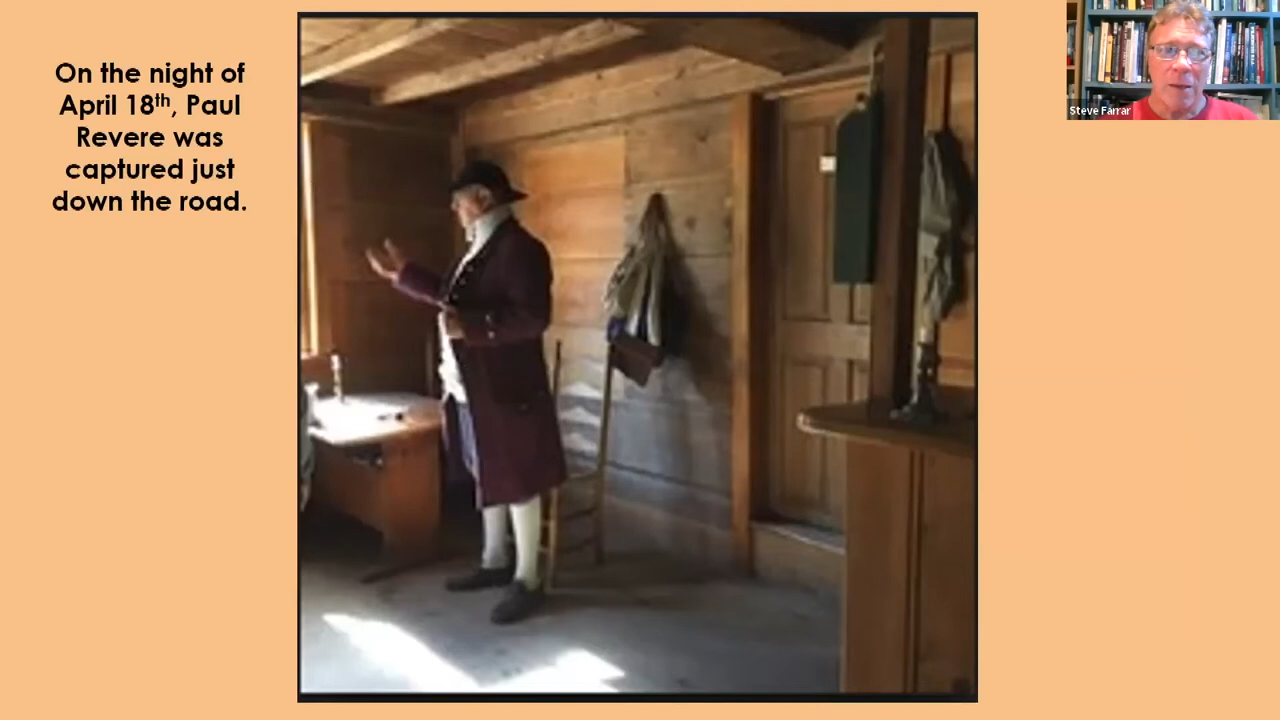 On the night of
April 18th, Paul
Revere was
captured just
down the road.
Steve Farrar